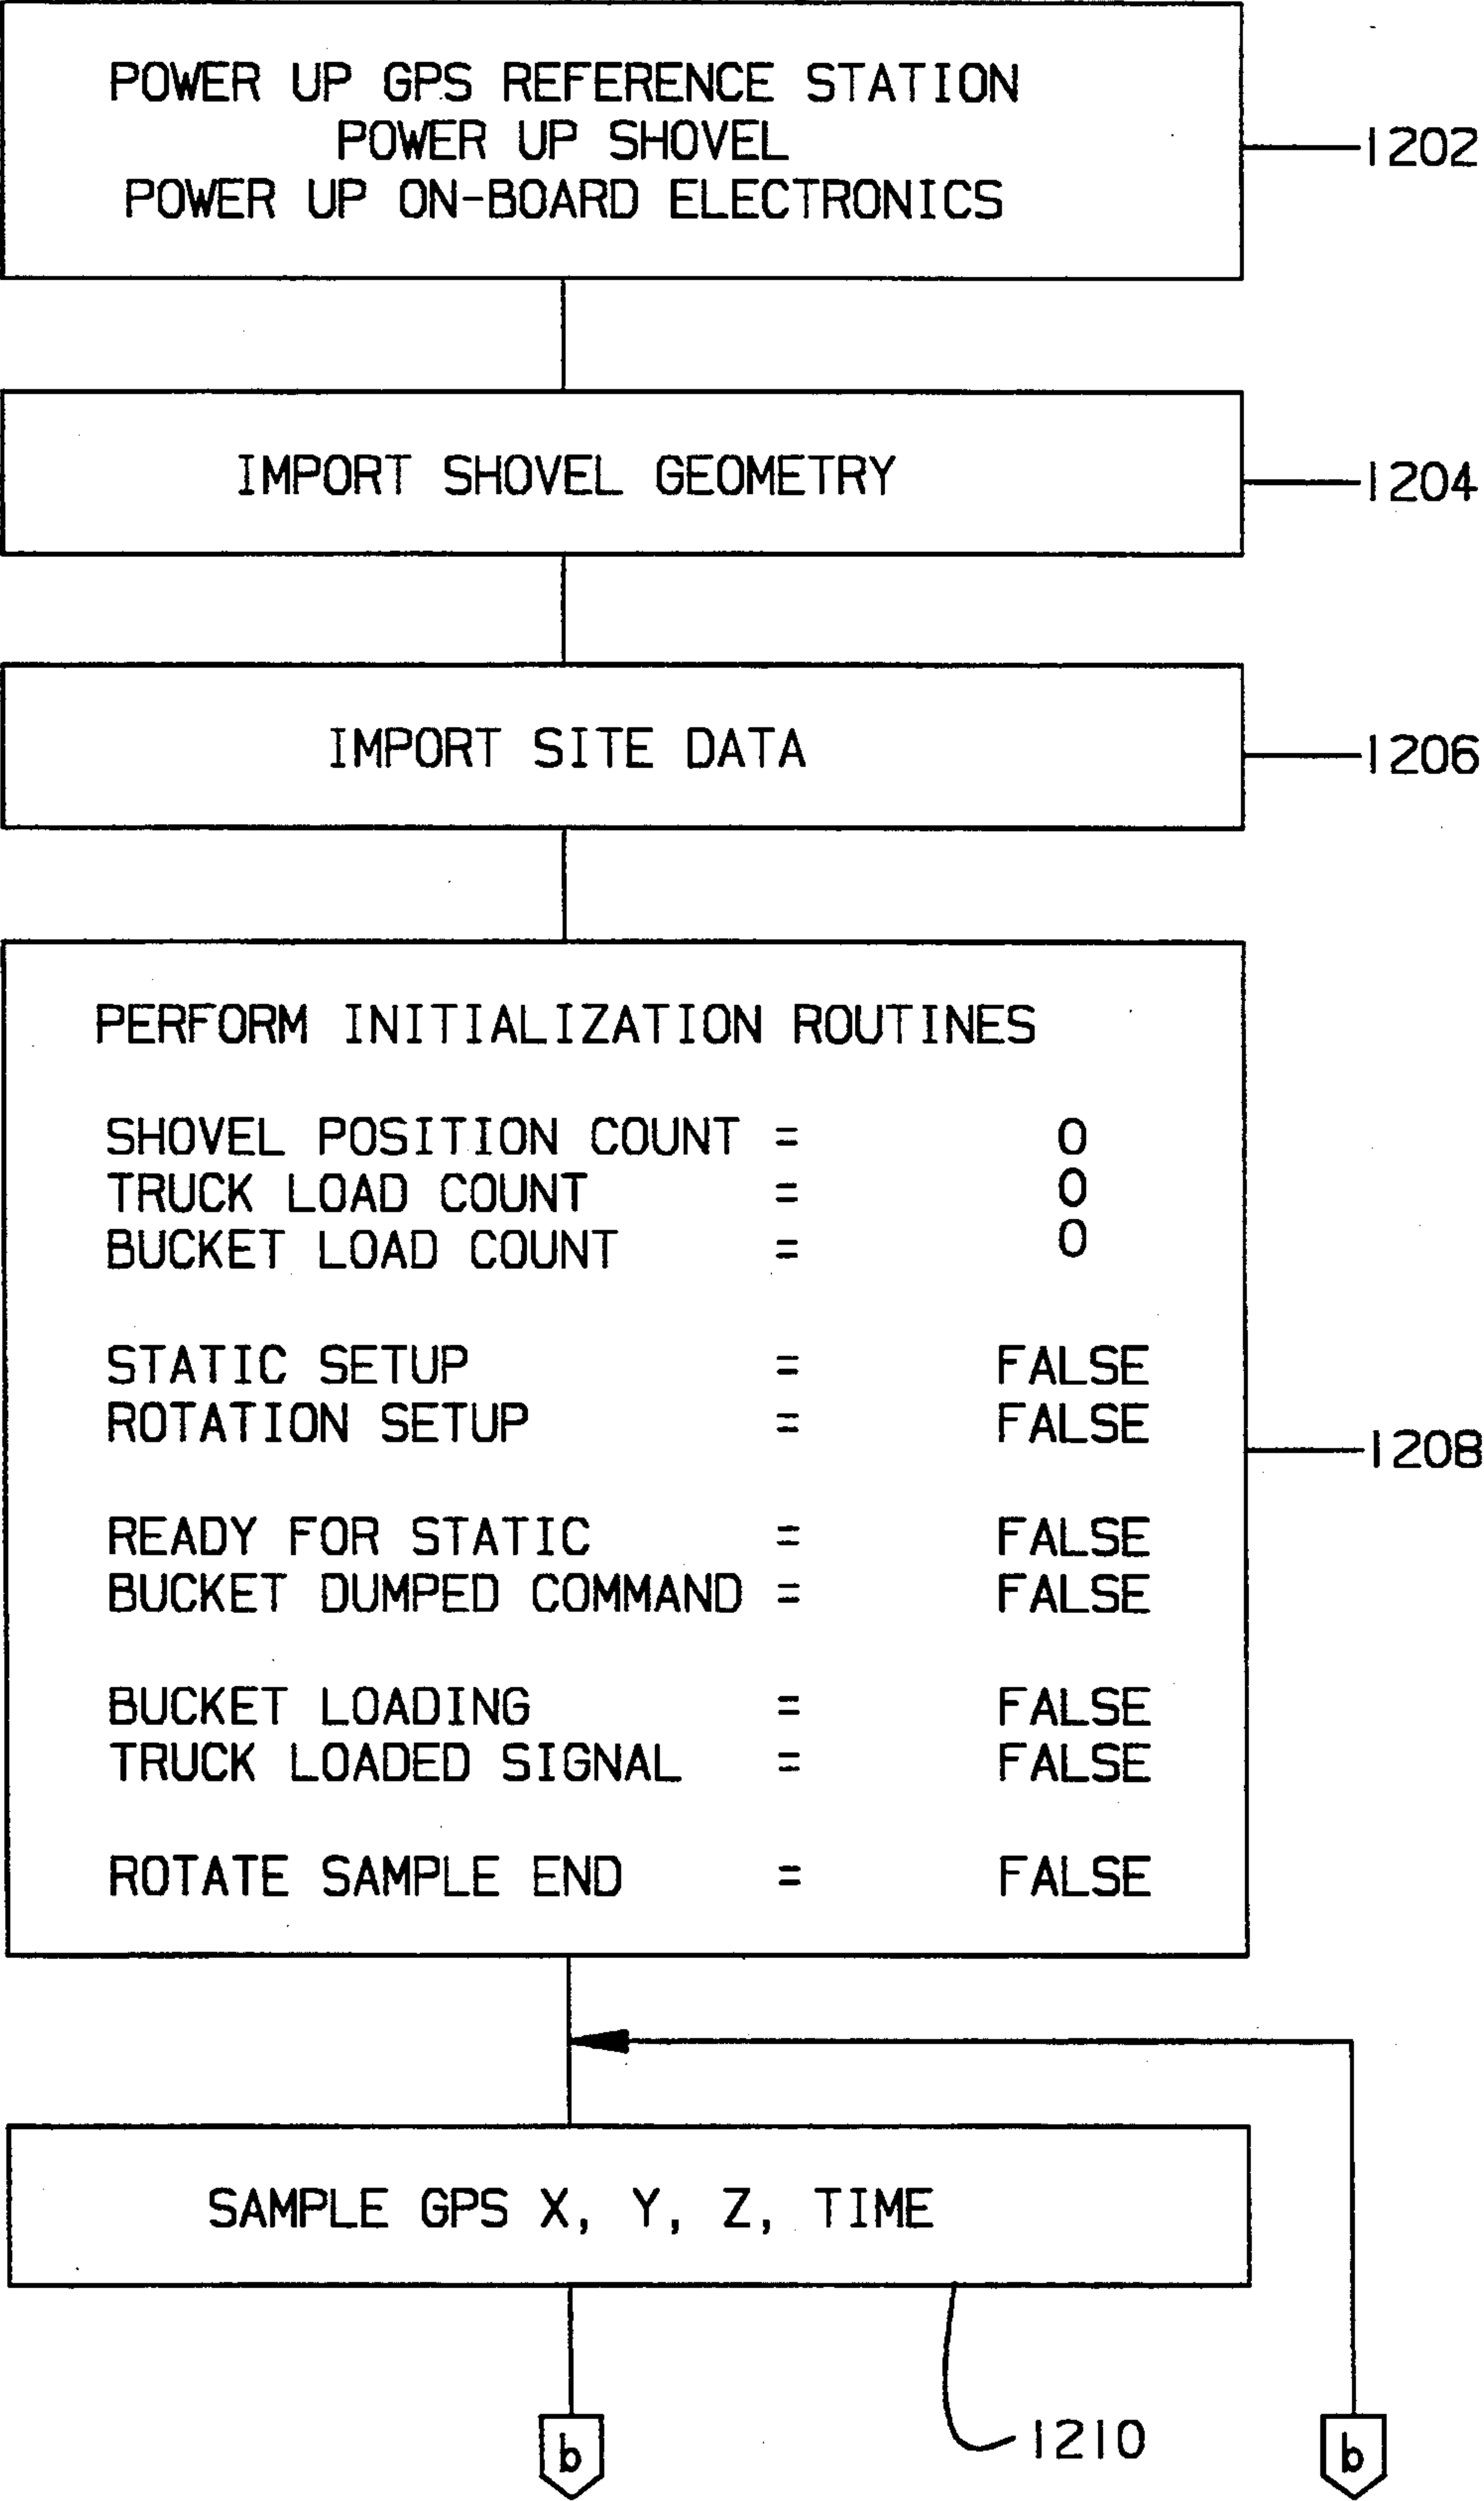 POWER UP GPS REFERENCE STATION
POWER UP SHOVEL
POWER UP ON-BOARD ELECTRONICS
1202
IMPORT SHOVEL GEOMETRY
1204
IMPORT SITE DATA
1206
PERFORM INITIALIZATION ROUTINES
SHOVEL POSITION COUNT = 0
TRUCK LOAD COUNT = 0
BUCKET LOAD COUNT = 0
STATIC SETUP = FALSE
ROTATION SETUP = FALSE
1208
READY FOR STATIC = FALSE
BUCKET DUMPED COMMAND = FALSE
BUCKET LOADING = FALSE
TRUCK LOADED SIGNAL = FALSE
ROTATE SAMPLE END = FALSE
SAMPLE GPS X, Y, Z, TIME
1210
b
b